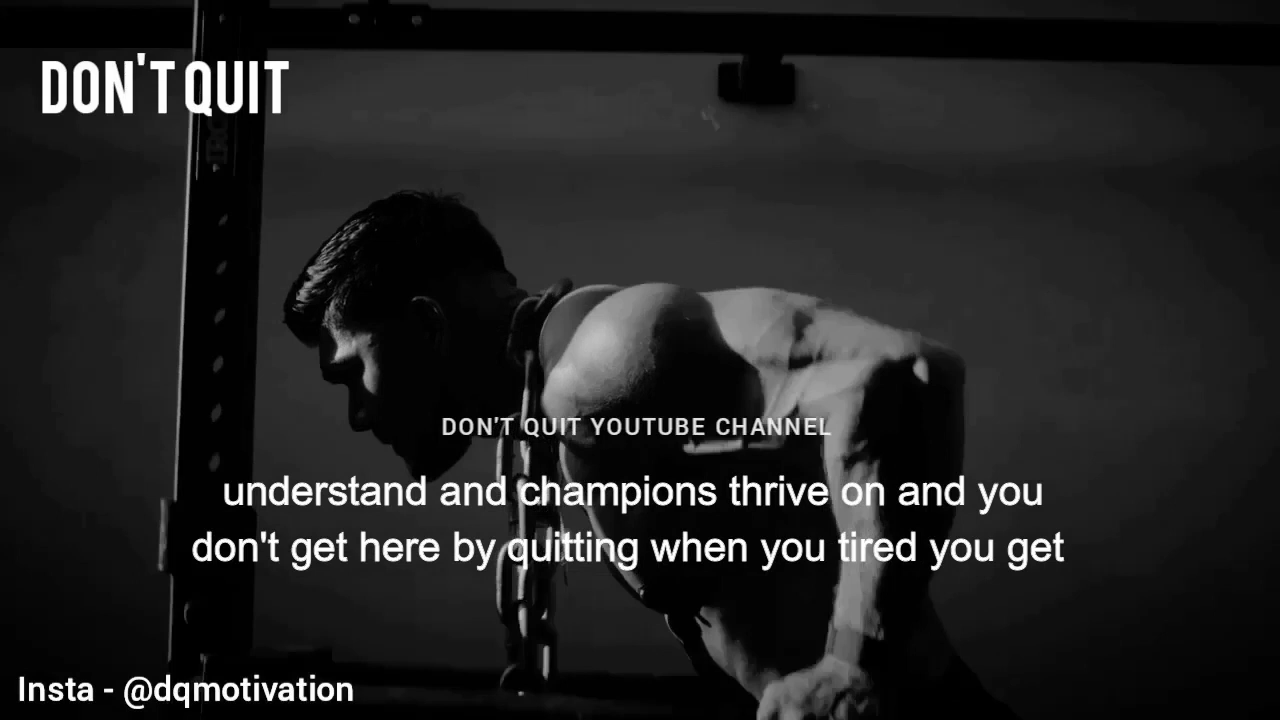 DON'T QUIT
DON'T QUIT YOUTUBE CHANNEL
understand and champions thrive on and you
don't get here by quitting when you tired you get
Insta - @dqmotivation